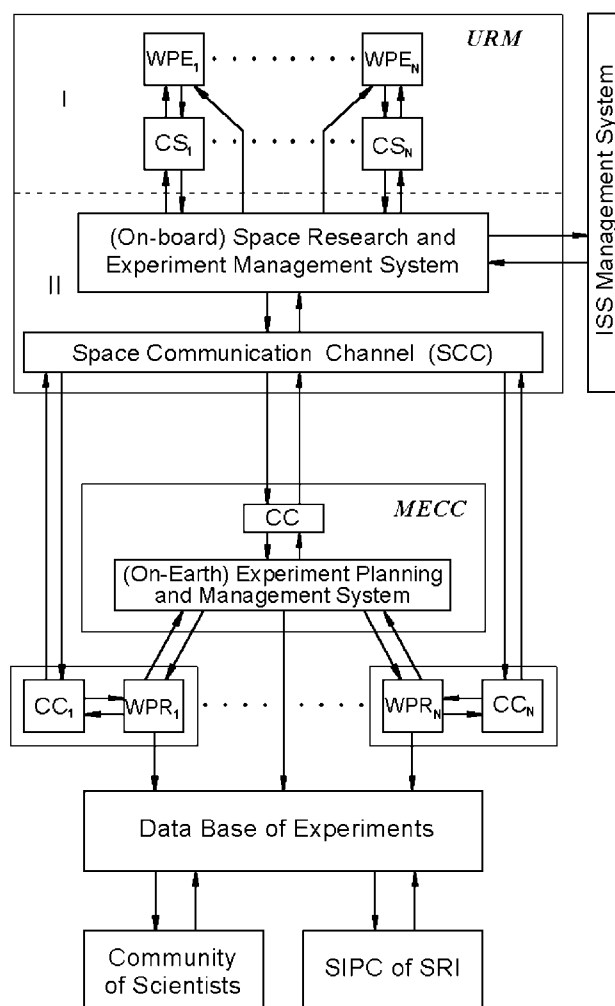 URM
WPE1
WPEN
I
CS1
CSN
ISS Management System
(On-board) Space Research and
Experiment Management System
II
Space Communication Channel (SCC)
MECC
CC
(On-Earth) Experiment Planning
and Management System
CC1
WPR1
WPRN
CCN
Data Base of Experiments
Community
of Scientists
SIPC of SRI